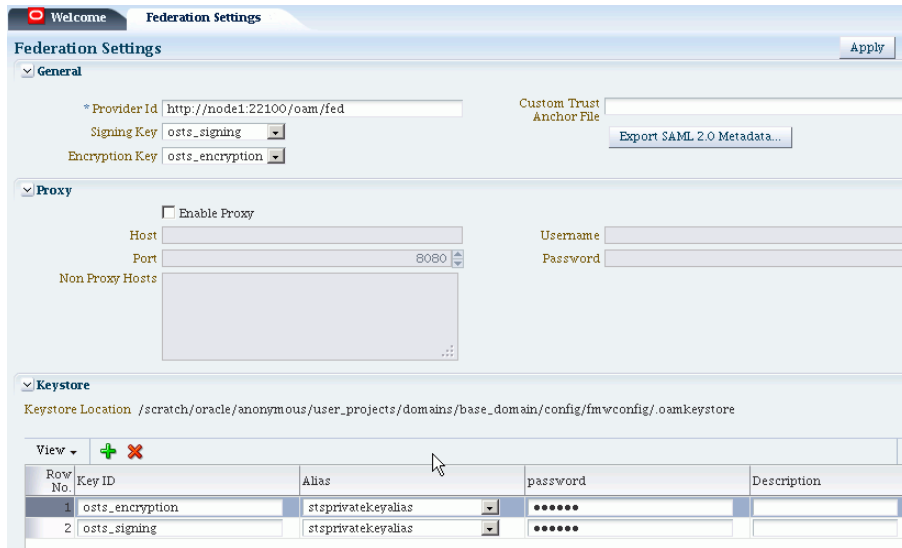 Welcome Federation Settings
Federation Settings Apply
General
* Provider Id http://node1:22100/oam/fed
Signing Key osts_signing
Encryption Key osts_encryption
Custom Trust
Anchor File
Export SAML 2.0 Metadata...
Proxy
Enable Proxy
Host
Port 8080
Non Proxy Hosts
Username
Password
Keystore
Keystore Location /scratch/oracle/anonymous/user_projects/domains/base_domain/config/fmwconfig/.oamkeystore
View
Row No. Key ID Alias password Description
1 osts_encryption stsprivatekeyalias ••••••
2 osts_signing stsprivatekeyalias ••••••